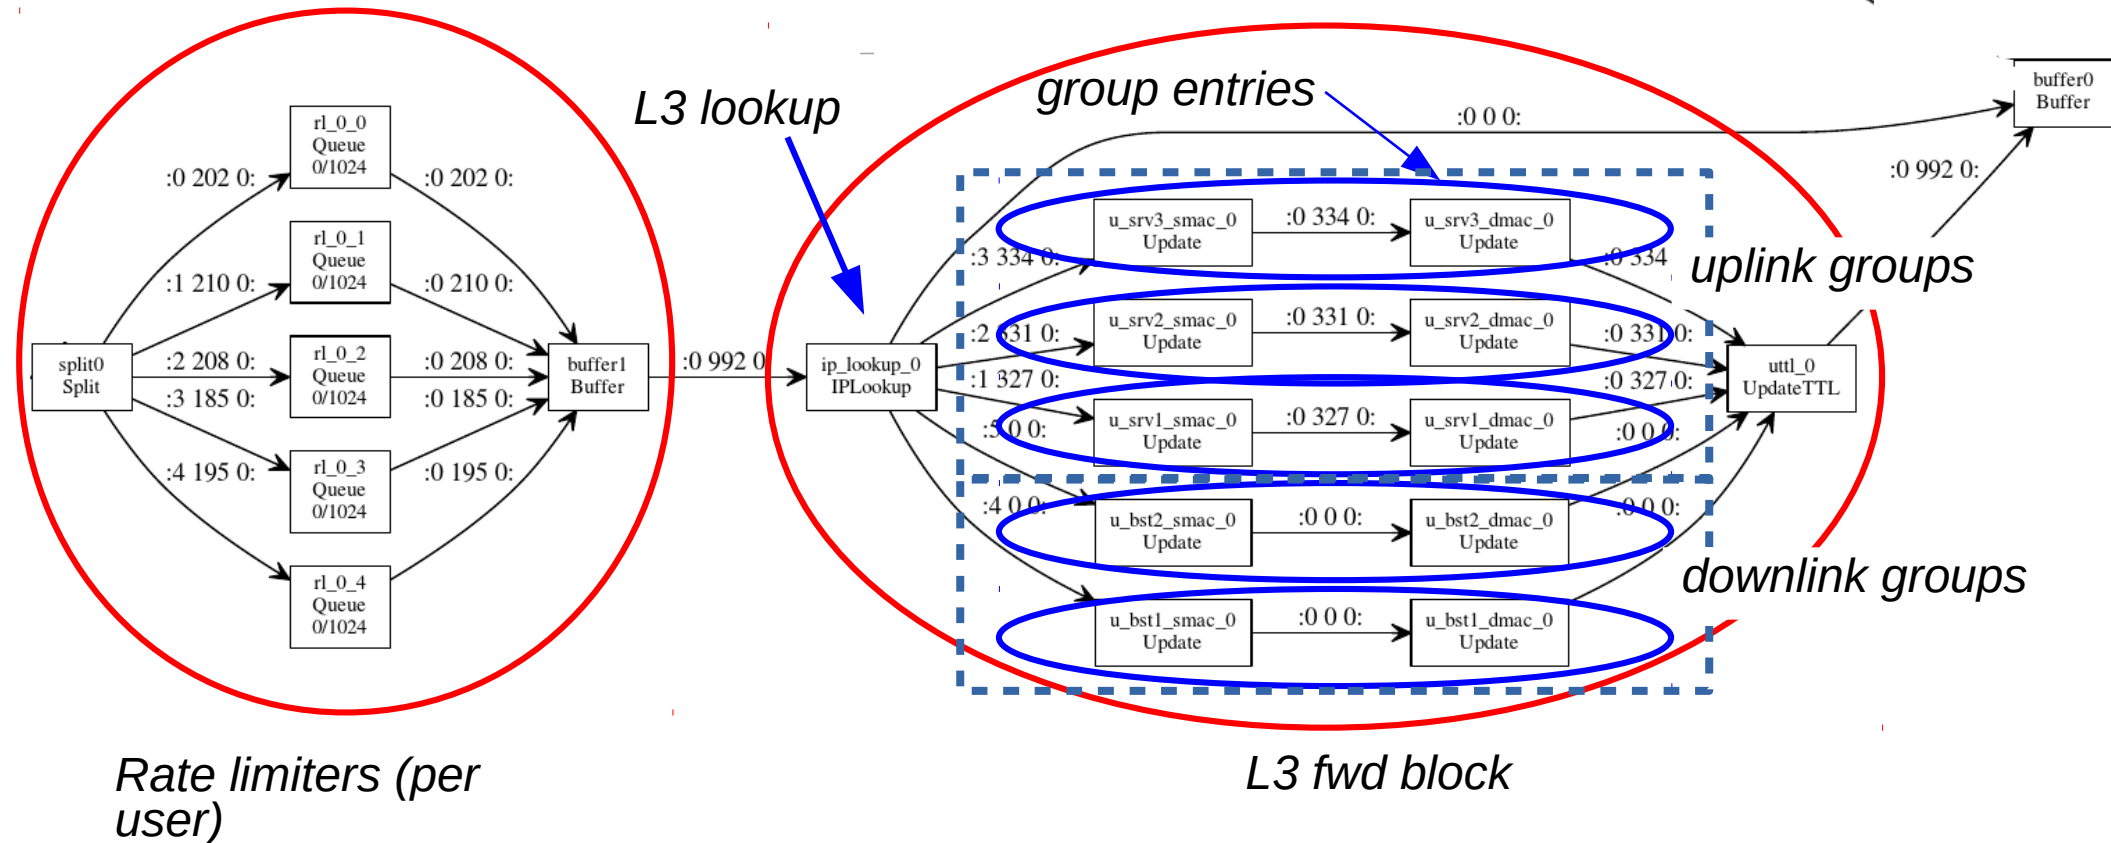 rl_0_0
Queue
0/1024
:0 202 0:
:0 202 0:
rl_0_1
Queue
0/1024
:1 210 0:
:0 210 0:
split0
Split
:2 208 0:
rl_0_2
Queue
0/1024
:0 208 0:
buffer1
Buffer
:3 185 0:
:0 185 0:
rl_0_3
Queue
0/1024
:4 195 0:
:0 195 0:
rl_0_4
Queue
0/1024
Rate limiters (per
user)
:0 992 0
L3 lookup
ip_lookup_0
IPLookup
group entries
:0 0 0:
buffer0
Buffer
:0 992 0:
:3 334 0:
u_srv3_smac_0
Update
:0 334 0:
u_srv3_dmac_0
Update
:0 334
uplink groups
:2 331 0:
u_srv2_smac_0
Update
:0 331 0:
u_srv2_dmac_0
Update
:0 331 0:
:1 327 0:
u_srv1_smac_0
Update
:0 327 0:
u_srv1_dmac_0
Update
:0 327 0:
uttl_0
UpdateTTL
:5 0 0:
u_bst2_smac_0
Update
:0 0 0:
u_bst2_dmac_0
Update
:0 0 0:
:4 0 0:
u_bst1_smac_0
Update
:0 0 0:
u_bst1_dmac_0
Update
:0 0 0:
downlink groups
L3 fwd block